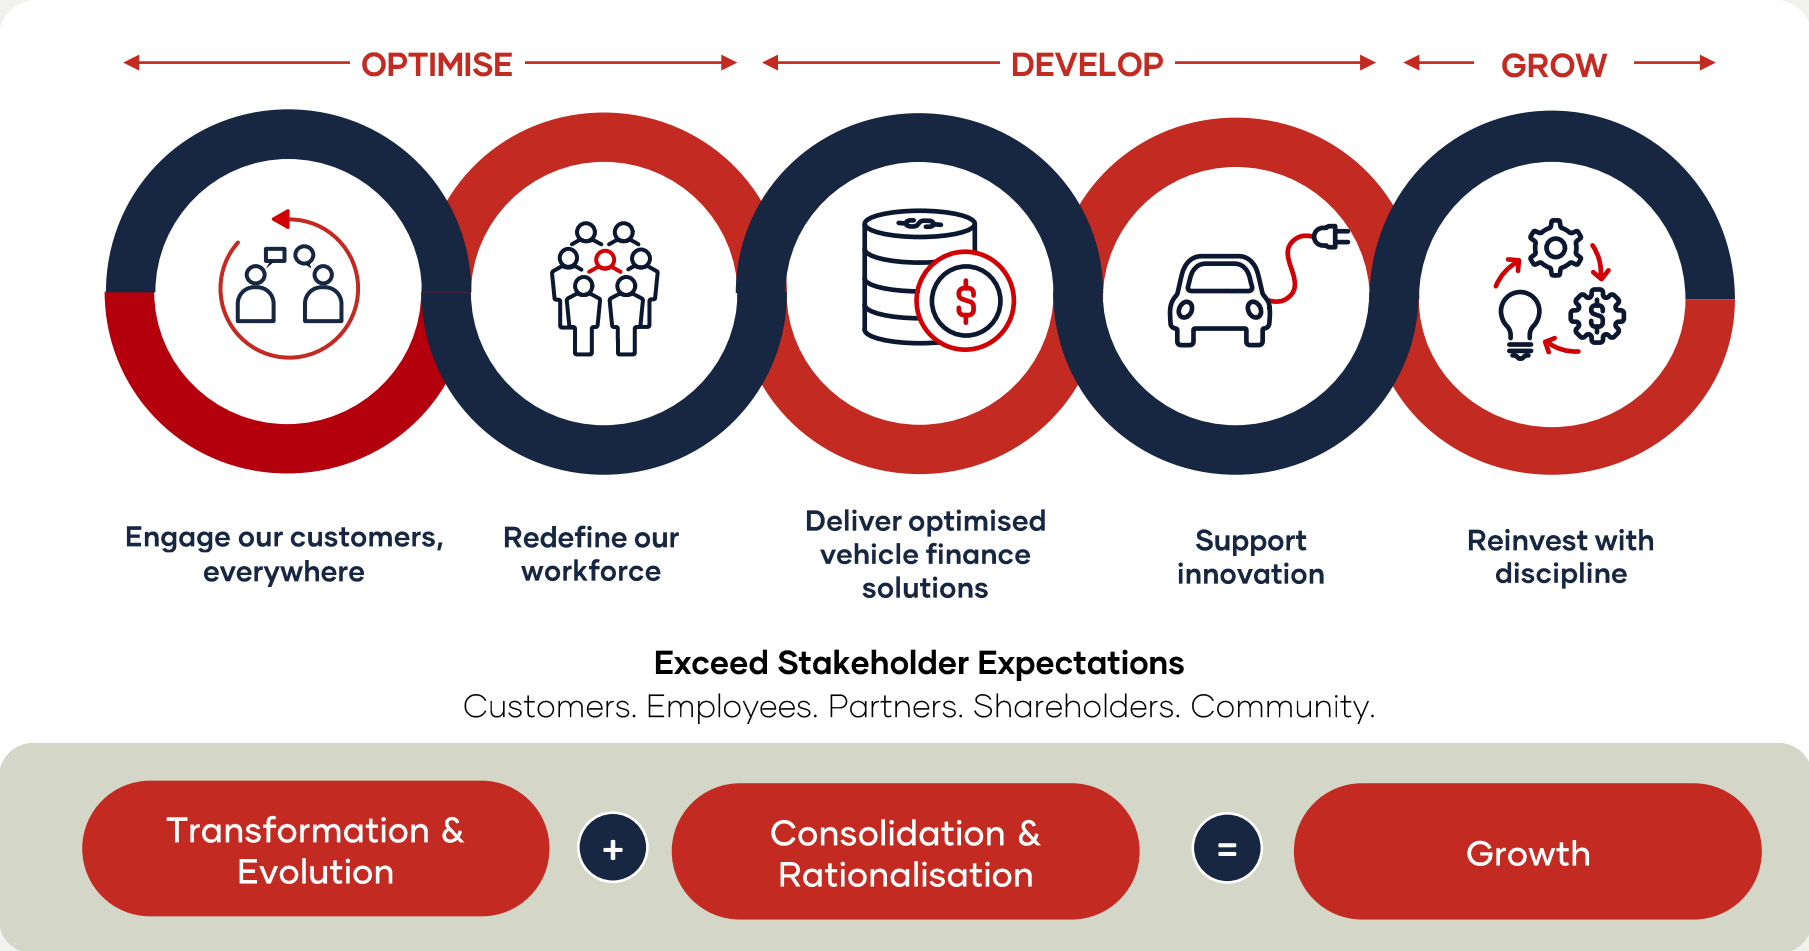 OPTIMISE
DEVELOP
GROW
$
$
$
Engage our customers,
everywhere
Redefine our
workforce
Deliver optimised
vehicle finance
solutions
Support
innovation
Reinvest with
discipline
Exceed Stakeholder Expectations
Customers. Employees. Partners. Shareholders. Community.
Transformation &
Evolution
+
Consolidation &
Rationalisation
=
Growth